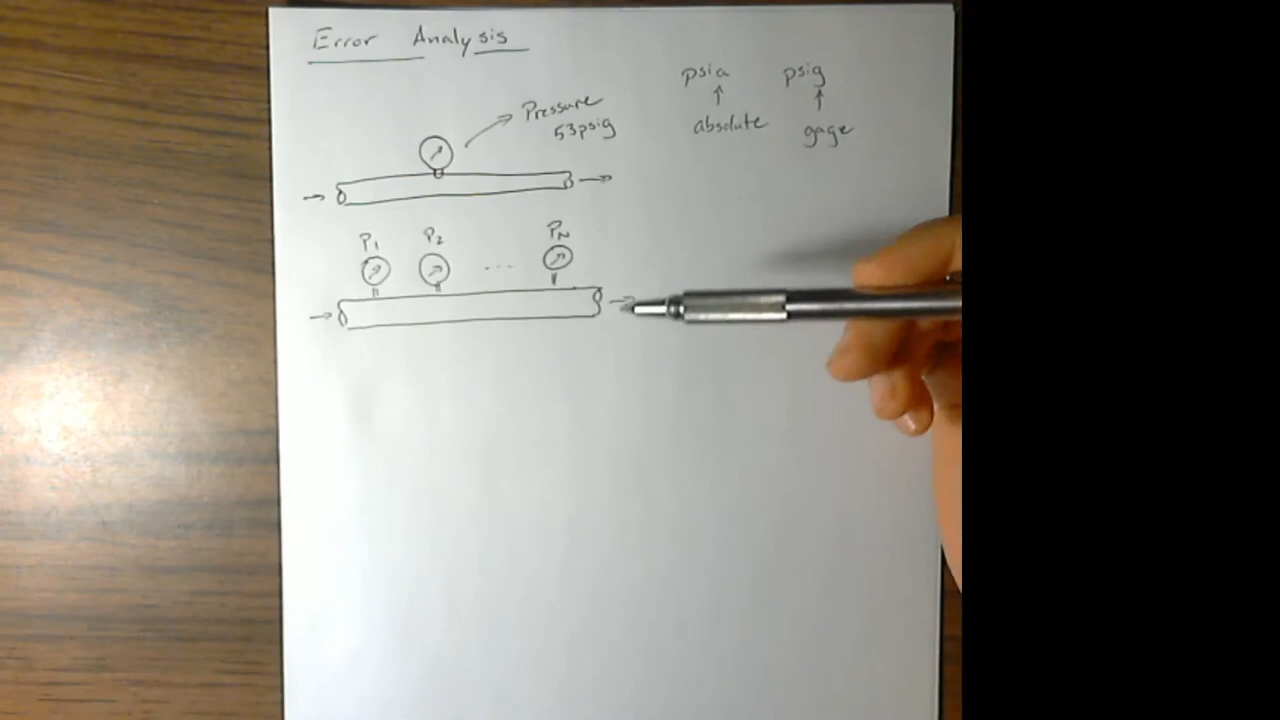 Error Analysis
psia psig
absolute gage
Pressure
53psig
P1 P2 ... PN